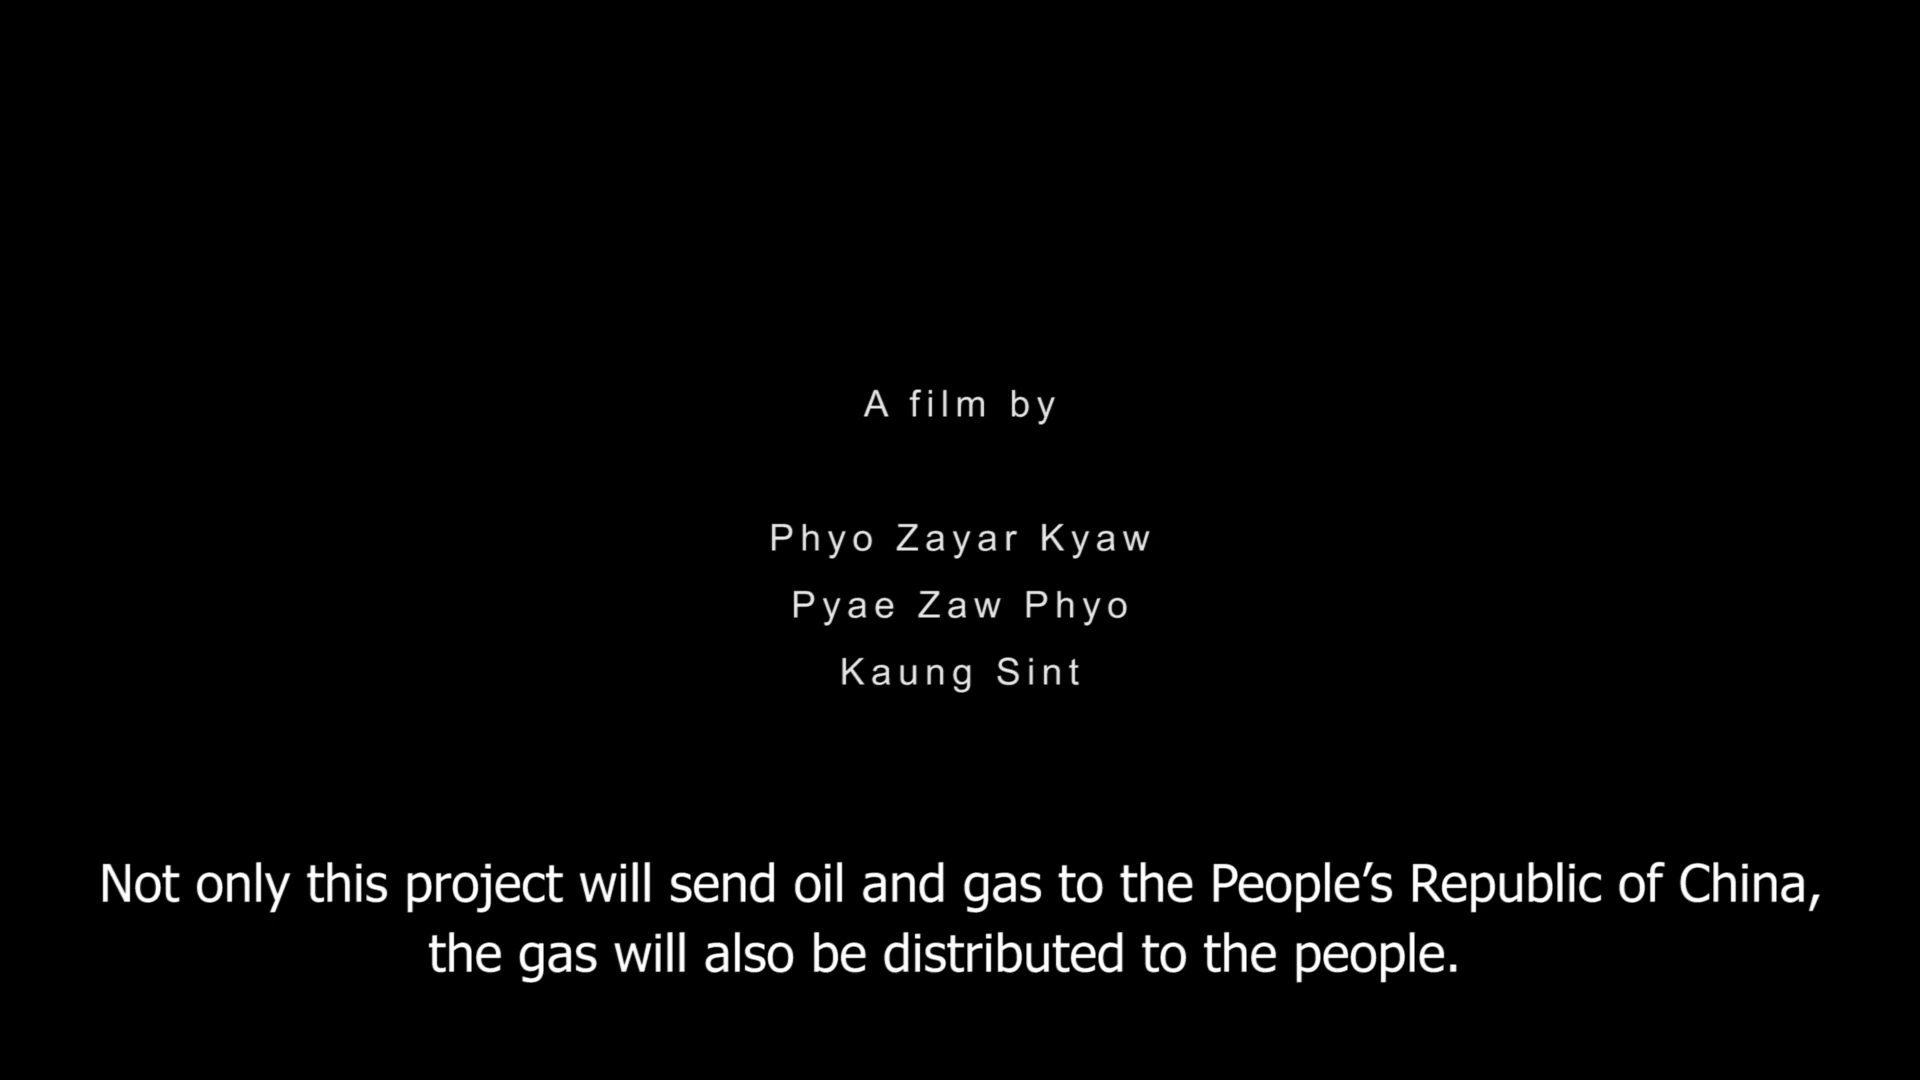 A film by
Phyo Zayar Kyaw
Pyae Zaw Phyo
Kaung Sint
Not only this project will send oil and gas to the People’s Republic of China,
the gas will also be distributed to the people.